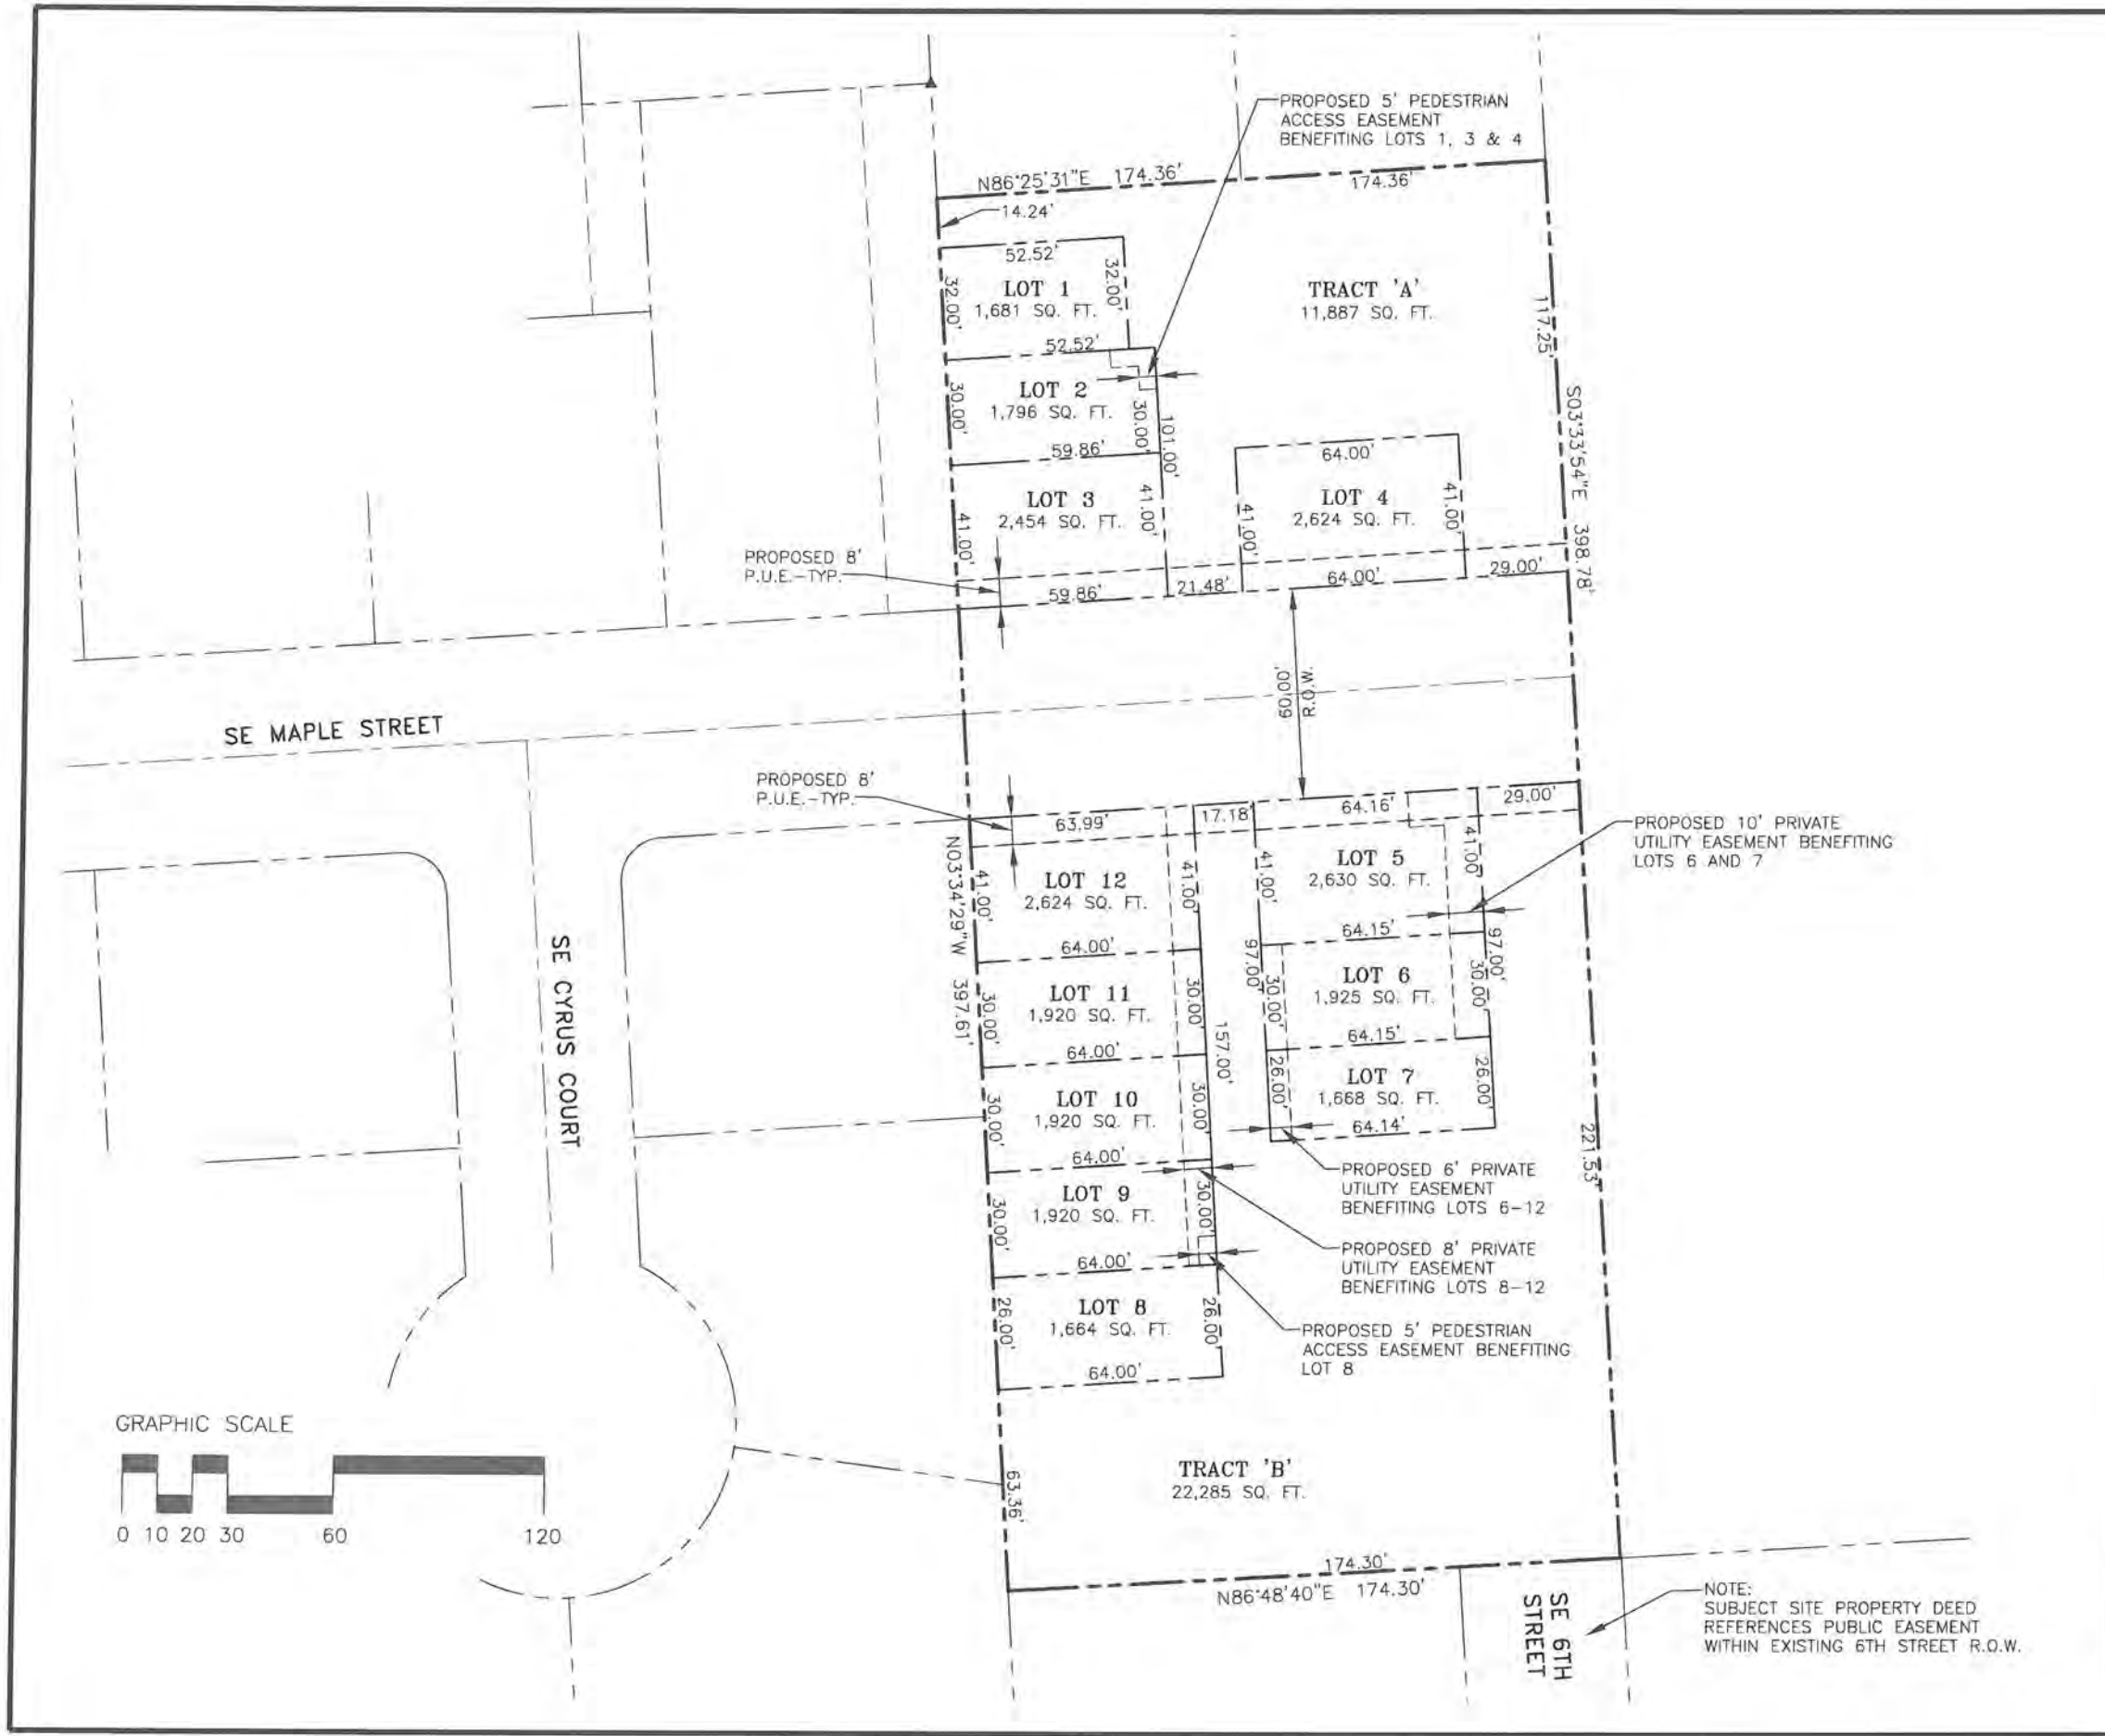 PROPOSED 5' PEDESTRIAN
ACCESS EASEMENT
BENEFITING LOTS 1, 3 & 4
N86°25'31"E 174.36'
174.36'
14.24'
52.52'
32.00'
LOT 1
1,681 SQ. FT.
32.00'
52.52'
TRACT 'A'
11,887 SQ. FT.
117.25'
S03°33'54"E 398.78'
30.00'
LOT 2
1,796 SQ. FT.
30.00'
101.00'
59.86'
64.00'
41.00'
LOT 3
2,454 SQ. FT.
41.00'
41.00'
LOT 4
2,624 SQ. FT.
41.00'
PROPOSED 8'
P.U.E.-TYP.
59.86'
21.48'
64.00'
29.00'
R.O.W.
60.00'
SE MAPLE STREET
PROPOSED 8'
P.U.E.-TYP.
63.99'
17.18'
64.16'
29.00'
PROPOSED 10' PRIVATE
UTILITY EASEMENT BENEFITING
LOTS 6 AND 7
N03°34'29"W 397.61'
41.00'
LOT 12
2,624 SQ. FT.
41.00'
41.00'
LOT 5
2,630 SQ. FT.
41.00'
64.00'
64.15'
97.00'
97.00'
SE CYRUS COURT
30.00'
LOT 11
1,920 SQ. FT.
30.00'
30.00'
LOT 6
1,925 SQ. FT.
30.00'
64.00'
157.00'
64.15'
30.00'
LOT 10
1,920 SQ. FT.
30.00'
26.00'
LOT 7
1,668 SQ. FT.
26.00'
64.00'
64.14'
221.53'
30.00'
LOT 9
1,920 SQ. FT.
30.00'
PROPOSED 6' PRIVATE
UTILITY EASEMENT
BENEFITING LOTS 6-12
64.00'
PROPOSED 8' PRIVATE
UTILITY EASEMENT
BENEFITING LOTS 8-12
26.00'
LOT 8
1,664 SQ. FT.
26.00'
PROPOSED 5' PEDESTRIAN
ACCESS EASEMENT BENEFITING
LOT 8
64.00'
GRAPHIC SCALE
0 10 20 30 60 120
63.36'
TRACT 'B'
22,285 SQ. FT.
174.30'
N86°48'40"E 174.30'
SE 6TH
STREET
NOTE:
SUBJECT SITE PROPERTY DEED
REFERENCES PUBLIC EASEMENT
WITHIN EXISTING 6TH STREET R.O.W.